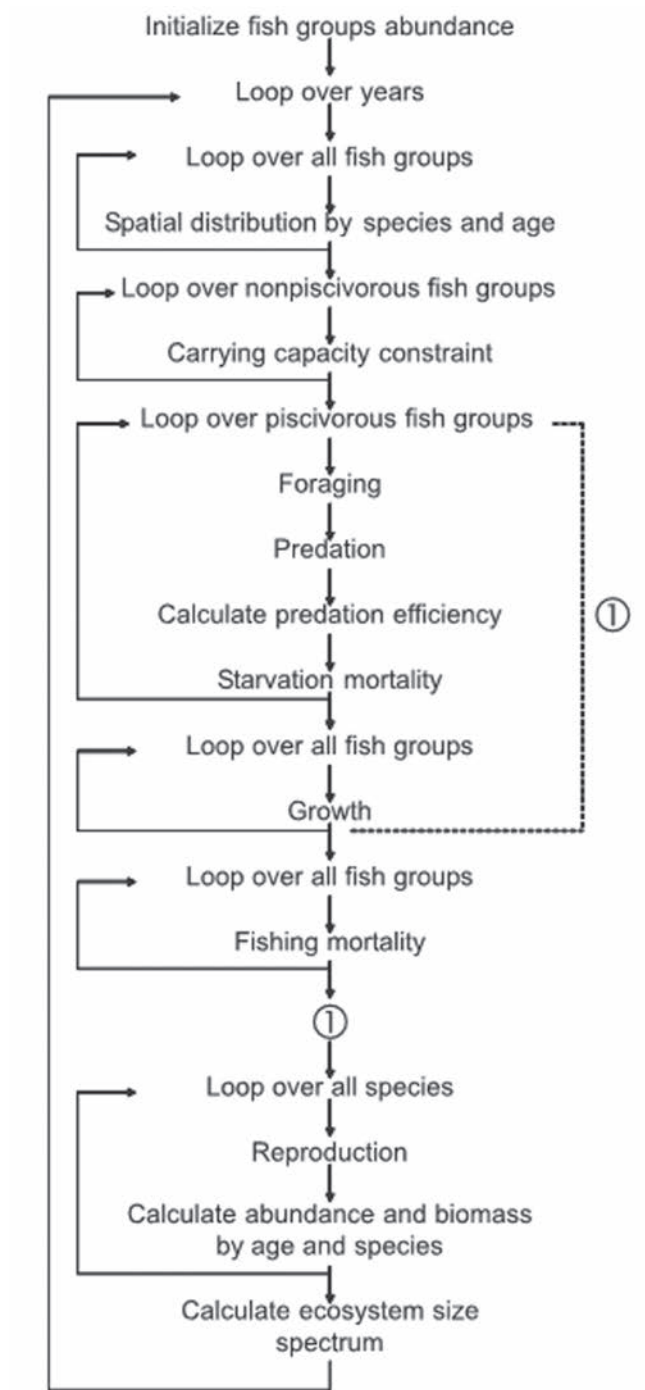 Initialize fish groups abundance
Loop over years
Loop over all fish groups
Spatial distribution by species and age
Loop over nonpiscivorous fish groups
Carrying capacity constraint
Loop over piscivorous fish groups
Foraging
Predation
Calculate predation efficiency
①
Starvation mortality
Loop over all fish groups
Growth
Loop over all fish groups
Fishing mortality
①
Loop over all species
Reproduction
Calculate abundance and biomass
by age and species
Calculate ecosystem size
spectrum